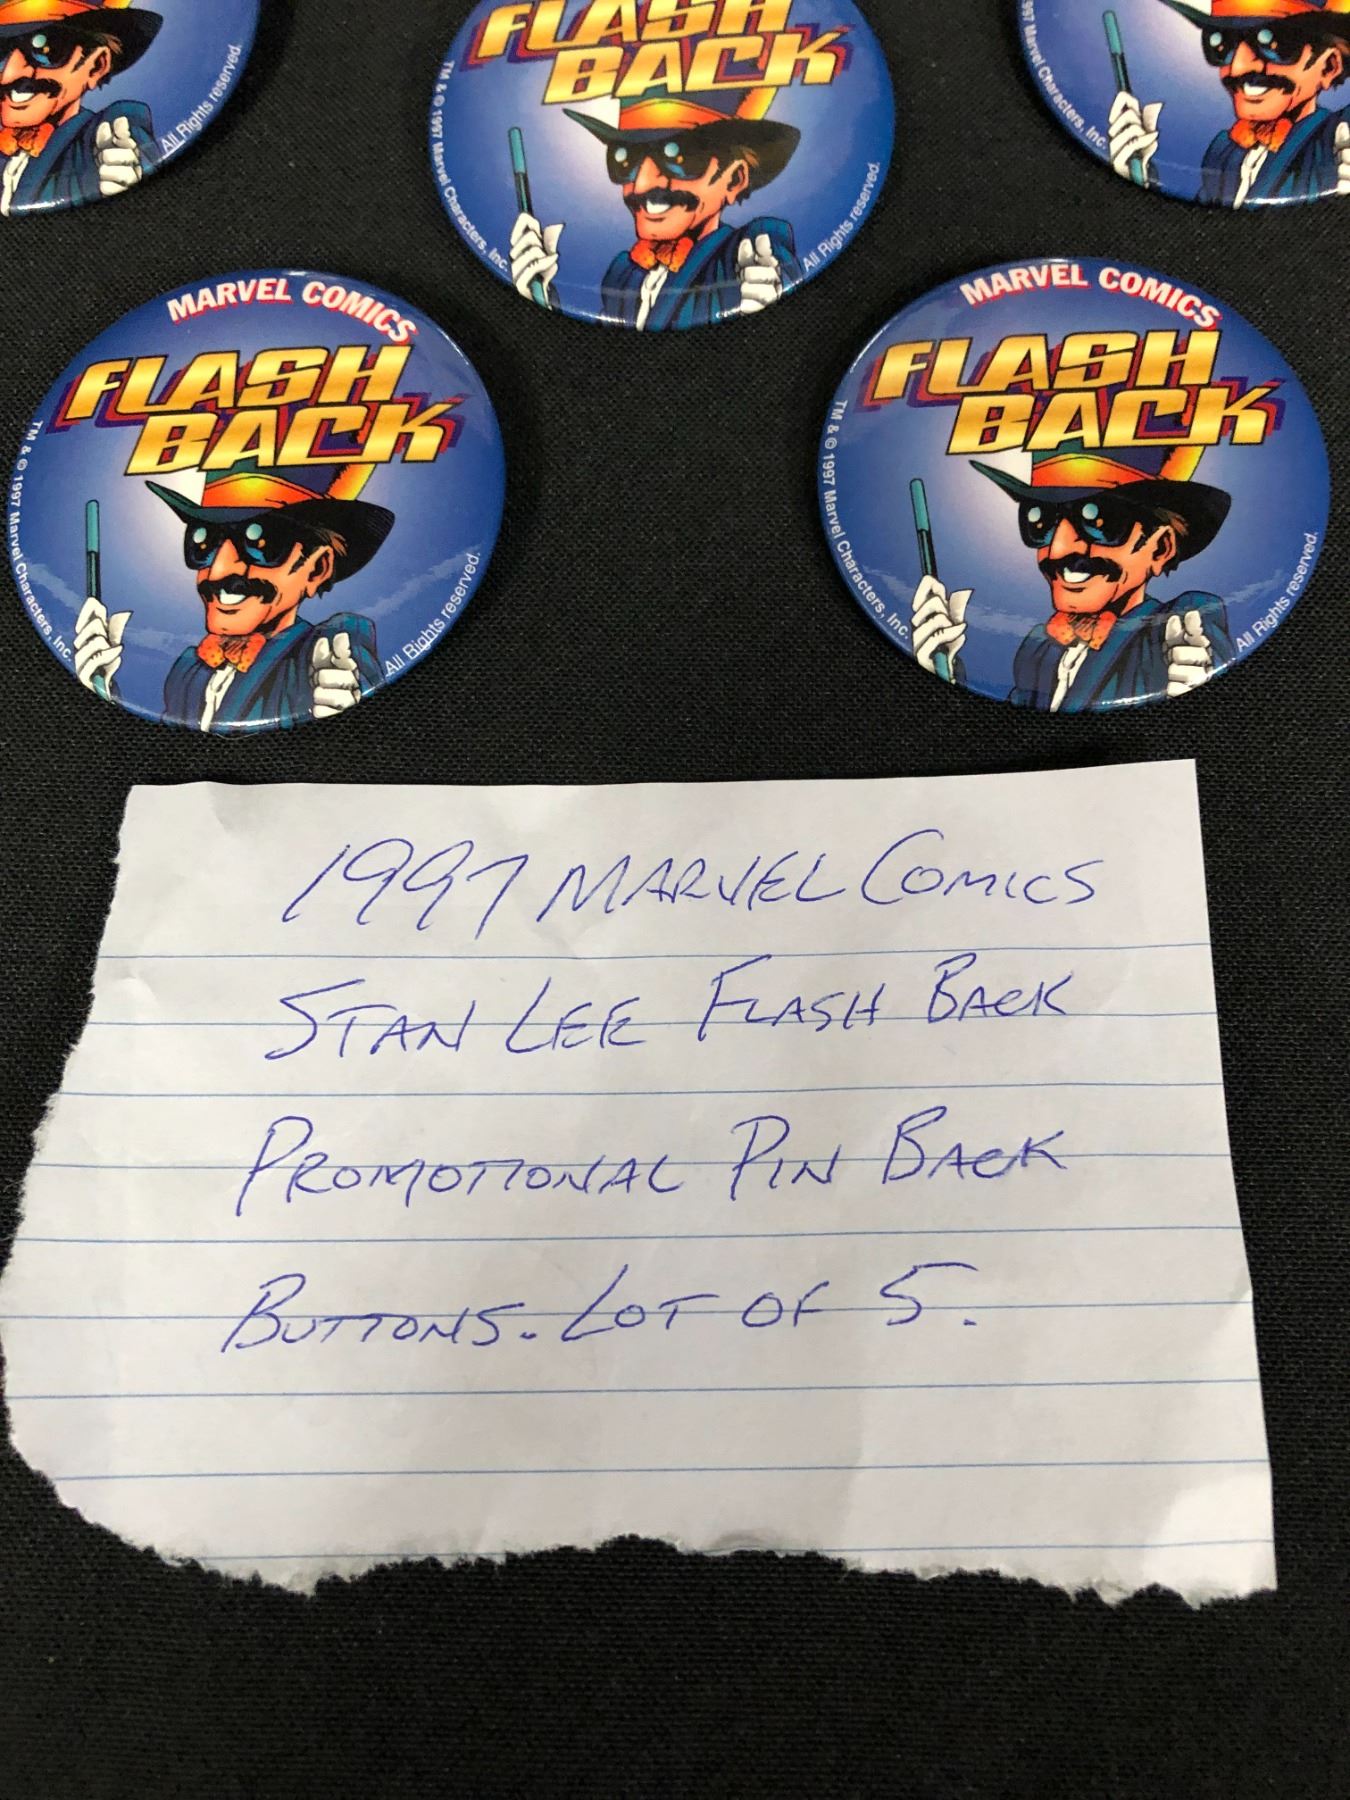 All Rights reserved.
FLASH
BACK
TM & © 1997 Marvel Characters, Inc.
All Rights reserved.
1997 Marvel Characters, Inc.
MARVEL COMICS
FLASH
BACK
TM & © 1997 Marvel Characters, Inc.
All Rights reserved.
MARVEL COMICS
FLASH
BACK
TM & © 1997 Marvel Characters, Inc.
All Rights reserved.
1997 MARVEL COMICS
STAN LEE FLASH BACK
PROMOTIONAL PIN BACK
BUTTONS. LOT OF 5.